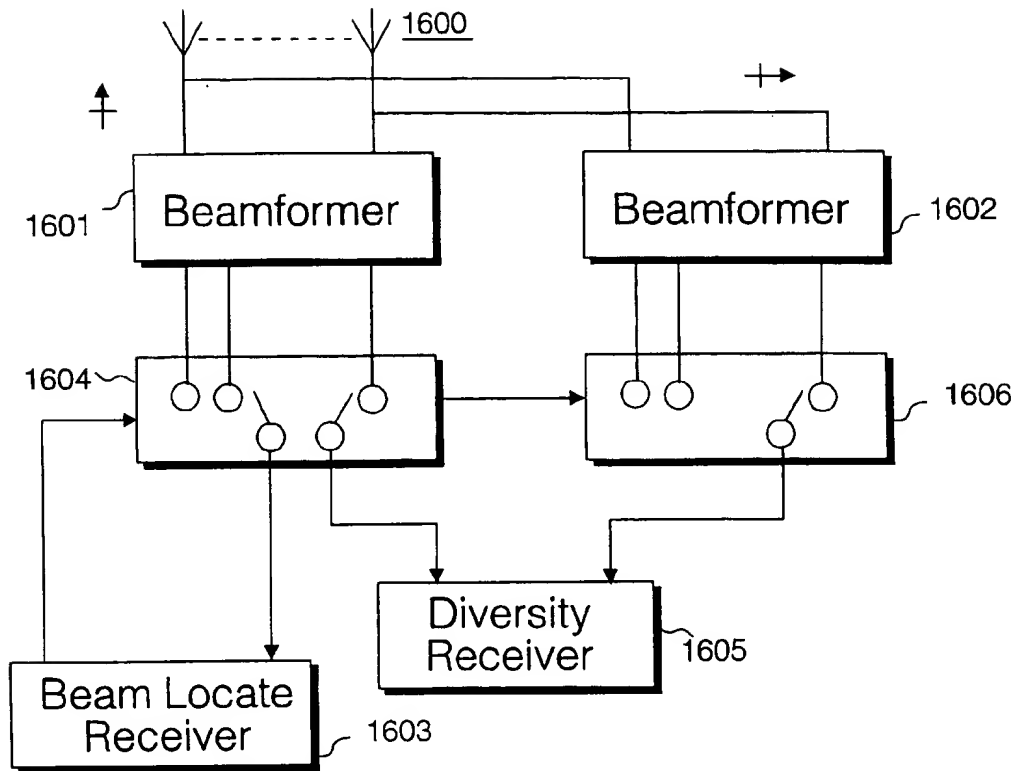 1600
Beamformer
1601
Beamformer
1602
1604
1606
Diversity
Receiver
1605
Beam Locate
Receiver
1603